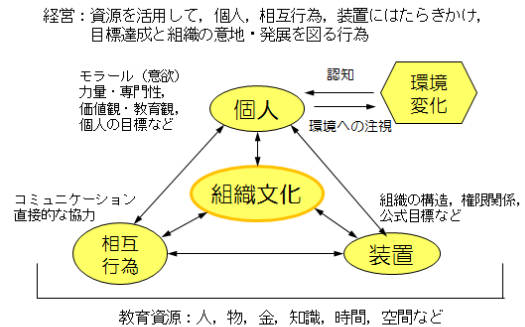 経営：資源を活用して，個人，相互行為，装置にはたらきかけ，
目標達成と組織の意地・発展を図る行為
モラール（意欲）
力量・専門性，
価値観・教育観，
個人の目標など
個人
認知
環境への注視
環境
変化
組織文化
コミュニケーション
直接的な協力
相互
行為
組織の構造，権限関係，
公式目標など
装置
教育資源：人，物，金，知識，時間，空間など